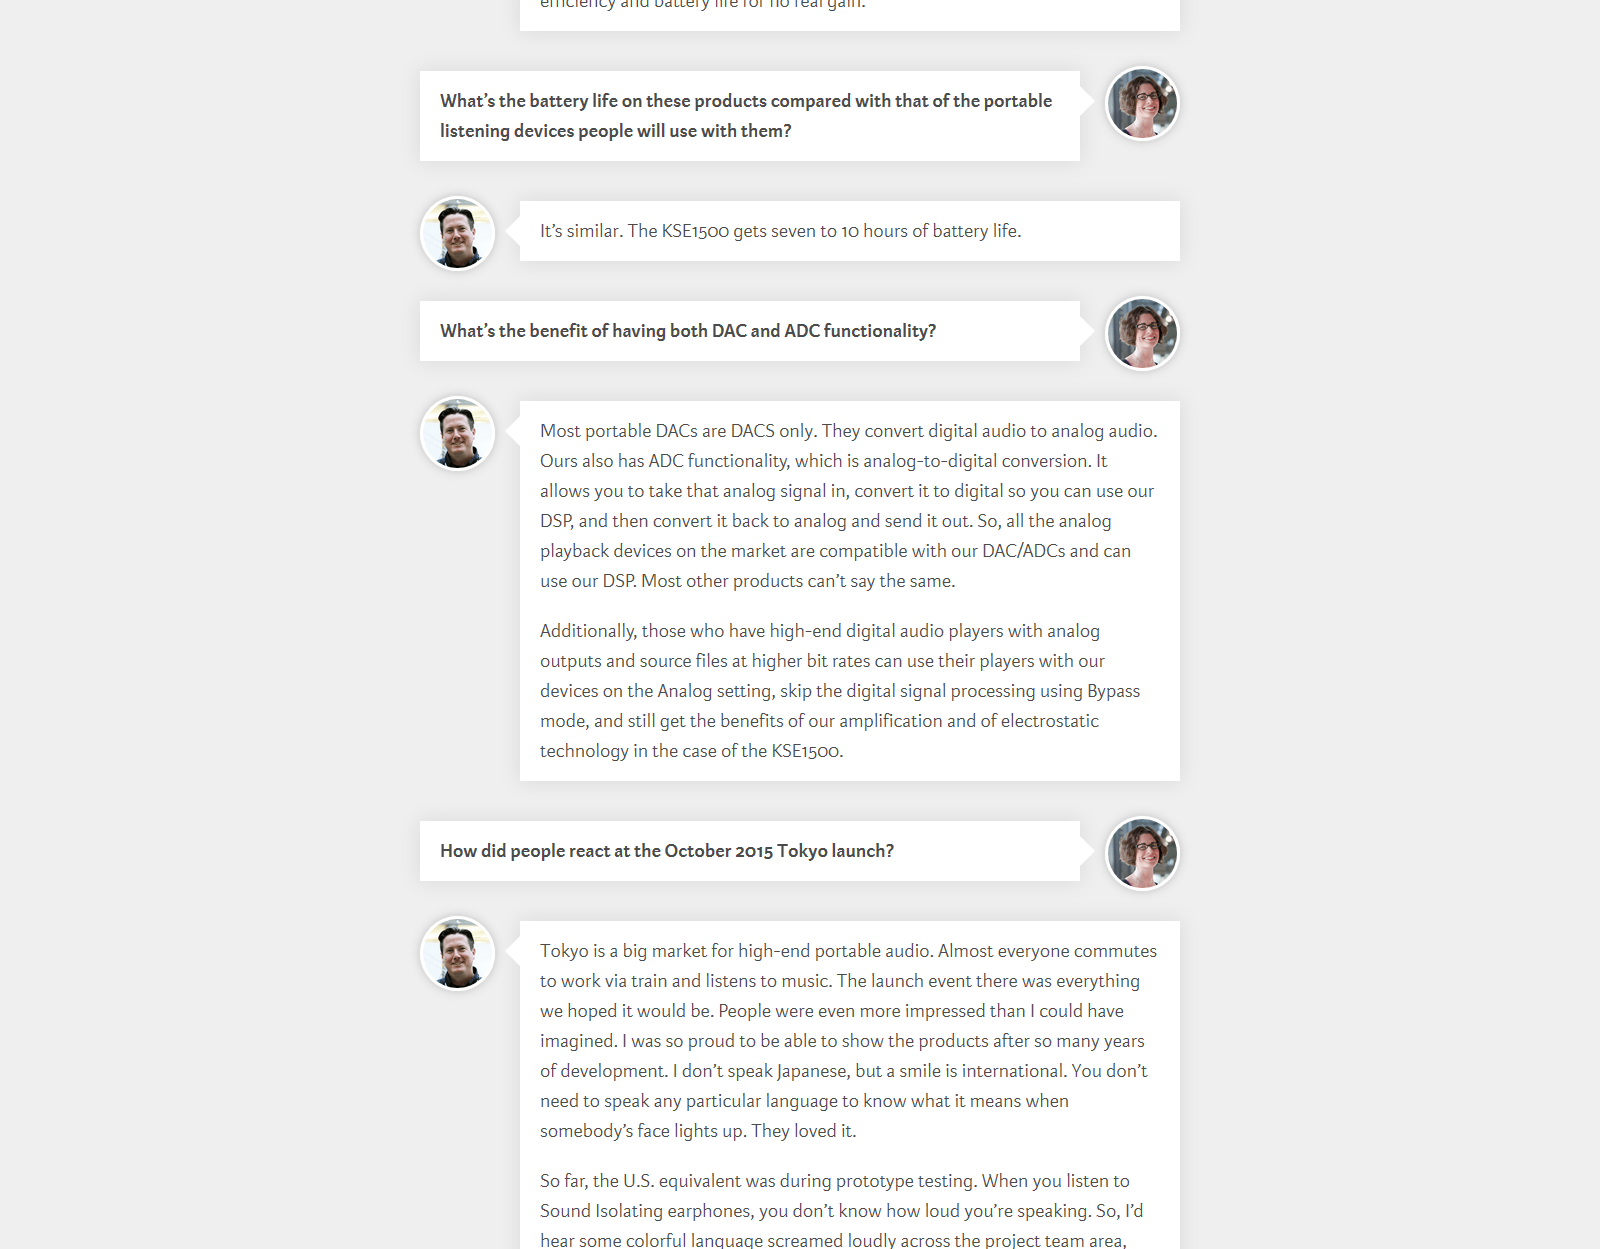 efficiency and battery life for no real gain.
What’s the battery life on these products compared with that of the portable
listening devices people will use with them?
It’s similar. The KSE1500 gets seven to 10 hours of battery life.
What’s the benefit of having both DAC and ADC functionality?
Most portable DACs are DACS only. They convert digital audio to analog audio.
Ours also has ADC functionality, which is analog-to-digital conversion. It
allows you to take that analog signal in, convert it to digital so you can use our
DSP, and then convert it back to analog and send it out. So, all the analog
playback devices on the market are compatible with our DAC/ADCs and can
use our DSP. Most other products can’t say the same.
Additionally, those who have high-end digital audio players with analog
outputs and source files at higher bit rates can use their players with our
devices on the Analog setting, skip the digital signal processing using Bypass
mode, and still get the benefits of our amplification and of electrostatic
technology in the case of the KSE1500.
How did people react at the October 2015 Tokyo launch?
Tokyo is a big market for high-end portable audio. Almost everyone commutes
to work via train and listens to music. The launch event there was everything
we hoped it would be. People were even more impressed than I could have
imagined. I was so proud to be able to show the products after so many years
of development. I don’t speak Japanese, but a smile is international. You don’t
need to speak any particular language to know what it means when
somebody’s face lights up. They loved it.
So far, the U.S. equivalent was during prototype testing. When you listen to
Sound Isolating earphones, you don’t know how loud you’re speaking. So, I’d
hear some colorful language screamed loudly across the project team area,